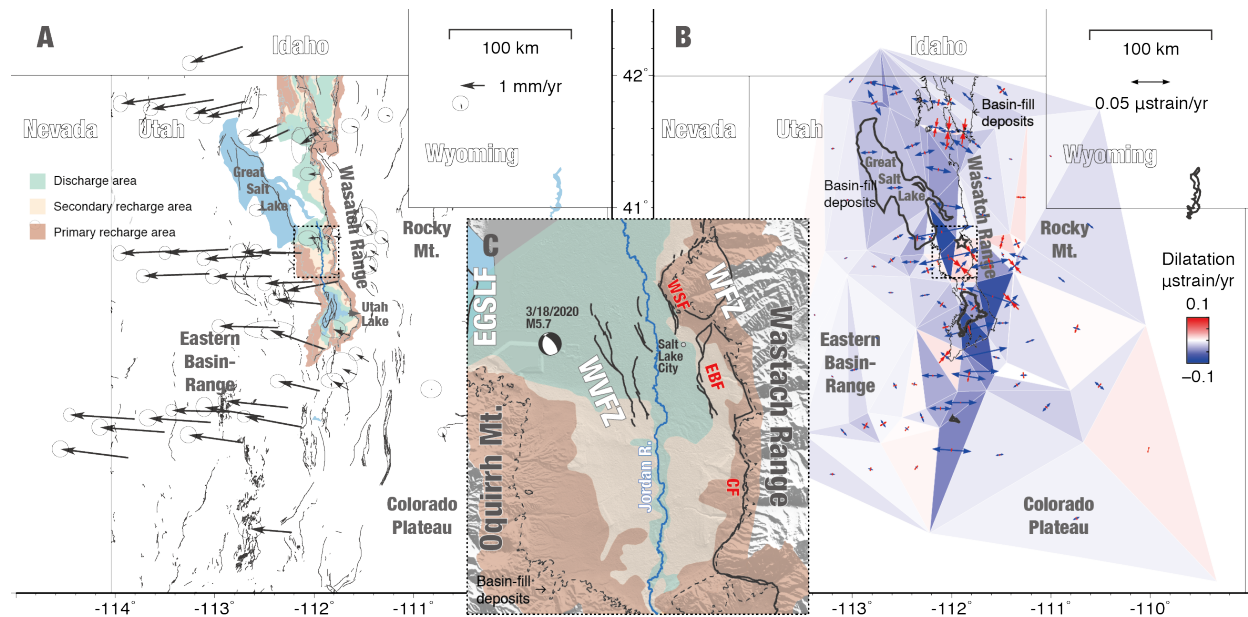 A
Idaho
100 km
1 mm/yr
Nevada
Utah
Wyoming
Discharge area
Secondary recharge area
Primary recharge area
Great
Salt
Lake
Wasatch Range
Rocky
Mt.
Utah
Lake
Eastern
Basin-
Range
Colorado
Plateau
-114°
-113°
-112°
-111°
42°
41°
C
EGSLF
3/18/2020
M5.7
WVFZ
WSF
WFZ
Salt
Lake
City
EBF
CF
Jordan R.
Oquirrh Mt.
Wastach Range
Basin-fill
deposits
B
Idaho
100 km
0.05 µstrain/yr
Nevada
Utah
Wyoming
Basin-fill
deposits
Great
Salt
Lake
Basin-fill
deposits
Wasatch Range
Rocky
Mt.
Dilatation
µstrain/yr
0.1
−0.1
Eastern
Basin-
Range
Colorado
Plateau
-113°
-112°
-111°
-110°